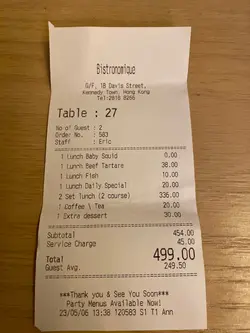 Bistronomique
G/F, 1B Davis Street,
Kennedy Town, Hong Kong
Tel:2818 8266
Table : 27
No of Guest : 2
Order No. : 563
Staff : Eric
1 Lunch Baby Sould 0.00
1 Lunch Beef Tartare 38.00
1 Lunch Fish 10.00
1 Lunch Daily Special 20.00
2 Set Tunch (2 course) 336.00
1 Coffee \ Tea 20.00
1 Extra dessert 30.00
Subtotal 454.00
Service Charge 45.00
Total 499.00
Guest Avg. 249.50
***Thank you & See You Soon****
Party Menus Available Now!
23/05/06 13:38 120583 S1 T1 Ann